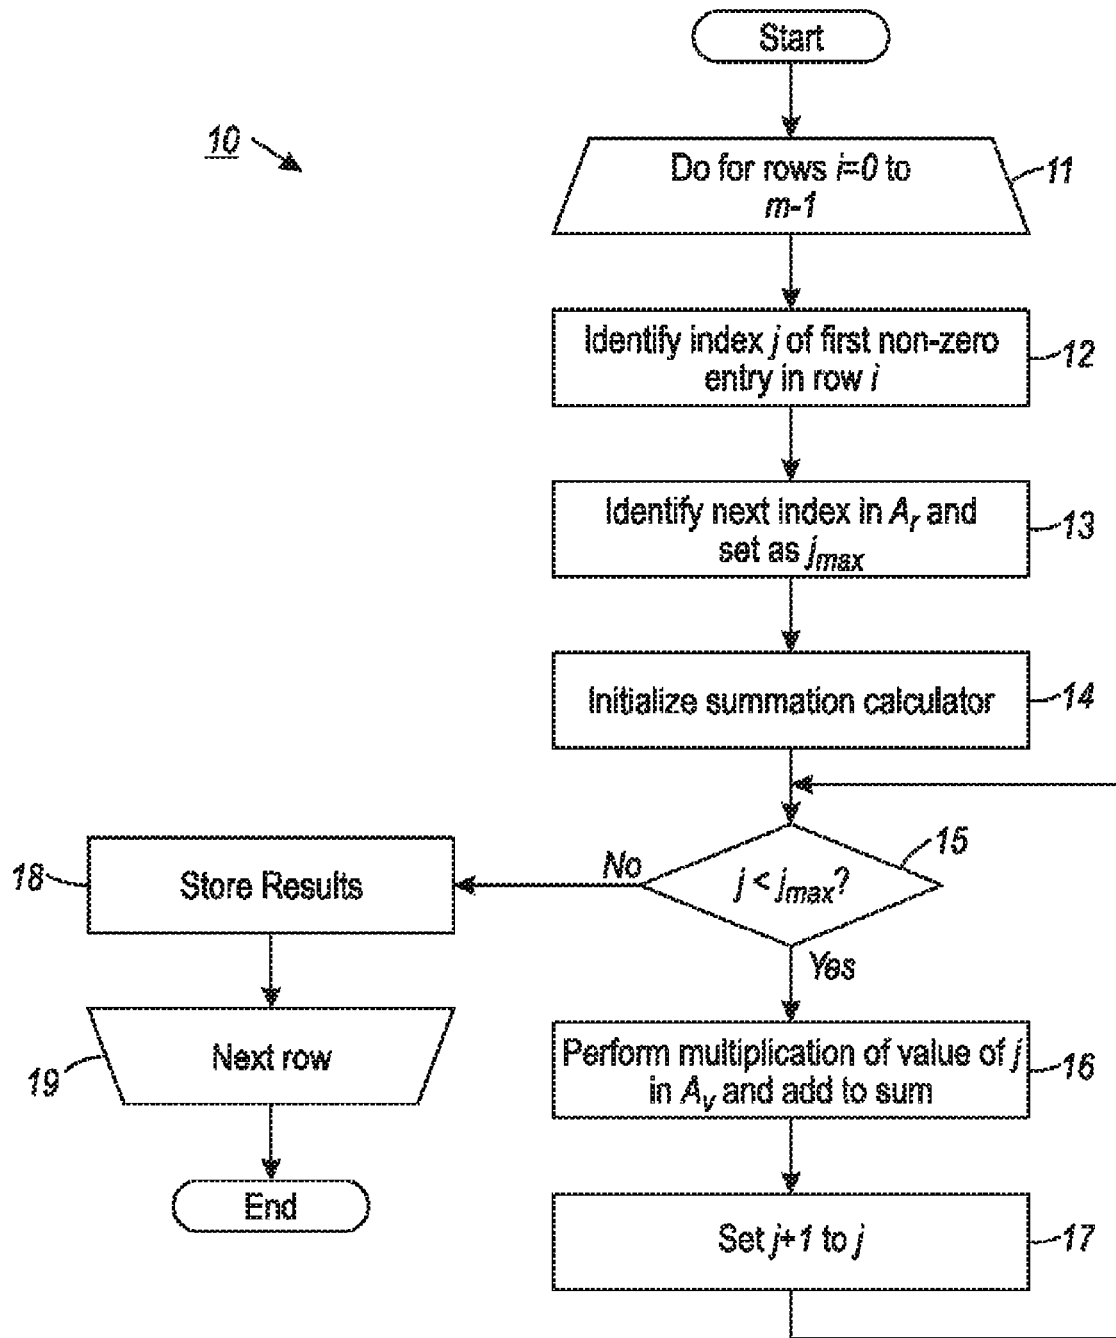 Start
10
Do for rows i=0 to
m-1
11
Identify index j of first non-zero
entry in row i
12
Identify next index in Ar and
set as jmax
13
Initialize summation calculator
14
15
j < jmax?
No
Yes
18
Store Results
Perform multiplication of value of j
in Av and add to sum
16
Next row
19
Set j+1 to j
17
End